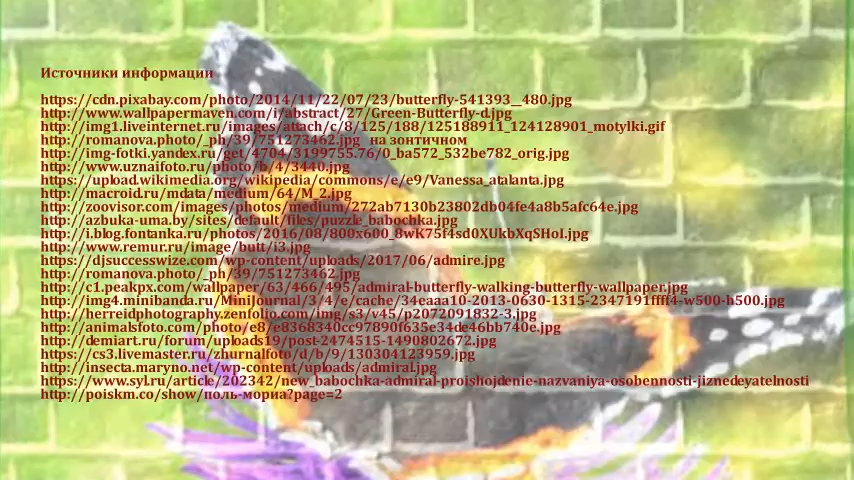 Источники информации
https://cdn.pixabay.com/photo/2014/11/22/07/23/butterfly-541393__480.jpg
http://www.wallpapermaven.com/i/abstract/27/Green-Butterfly-d.jpg
http://img1.liveinternet.ru/images/attach/c/8/125/188/125188911_124128901_motylki.gif
http://romanova.photo/_ph/39/751273462.jpg на зонтичном
http://img-fotki.yandex.ru/get/4704/3199755.76/0_ba572_532be782_orig.jpg
http://www.uznaifoto.ru/photo/b/4/3440.jpg
https://upload.wikimedia.org/wikipedia/commons/e/e9/Vanessa_atalanta.jpg
http://macroid.ru/mdata/medium/64/M_2.jpg
http://zoovisor.com/images/photos/medium/272ab7130b23802db04fe4a8b5afc64e.jpg
http://azbuka-uma.by/sites/default/files/puzzle_babochka.jpg
http://i.blog.fontanka.ru/photos/2016/08/800x600_8wK75f4sd0XUkbXqSHoI.jpg
http://www.remur.ru/image/butt/i3.jpg
https://djsuccesswize.com/wp-content/uploads/2017/06/admire.jpg
http://romanova.photo/_ph/39/751273462.jpg
http://c1.peakpx.com/wallpaper/63/466/495/admiral-butterfly-walking-butterfly-wallpaper.jpg
http://img4.minibanda.ru/MiniJournal/3/4/e/cache/34eaaa10-2013-0630-1315-2347191ffff4-w500-h500.jpg
http://herreidphotography.zenfolio.com/img/s3/v45/p2072091832-3.jpg
http://animalsfoto.com/photo/e8/e8368340cc97890f635e34de46bb740e.jpg
http://demiart.ru/forum/uploads19/post-2474515-1490802672.jpg
https://cs3.livemaster.ru/zhurnalfoto/d/b/9/130304123959.jpg
http://insecta.maryno.net/wp-content/uploads/admiral.jpg
https://www.syl.ru/article/202342/new_babochka-admiral-proishojdenie-nazvaniya-osobennosti-jiznedeyatelnosti
http://poiskm.co/show/поль-мориа?page=2